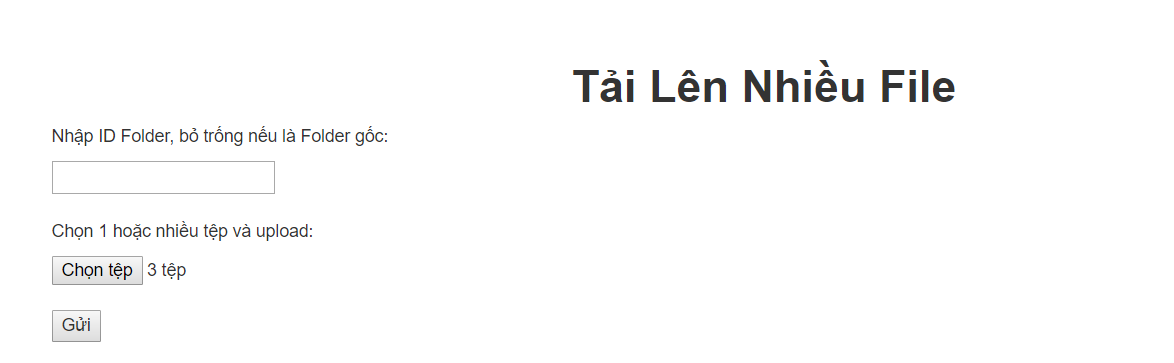 Tải Lên Nhiều File
Nhập ID Folder, bỏ trống nếu là Folder gốc:
Chọn 1 hoặc nhiều tệp và upload:
Chọn tệp 3 tệp
Gửi